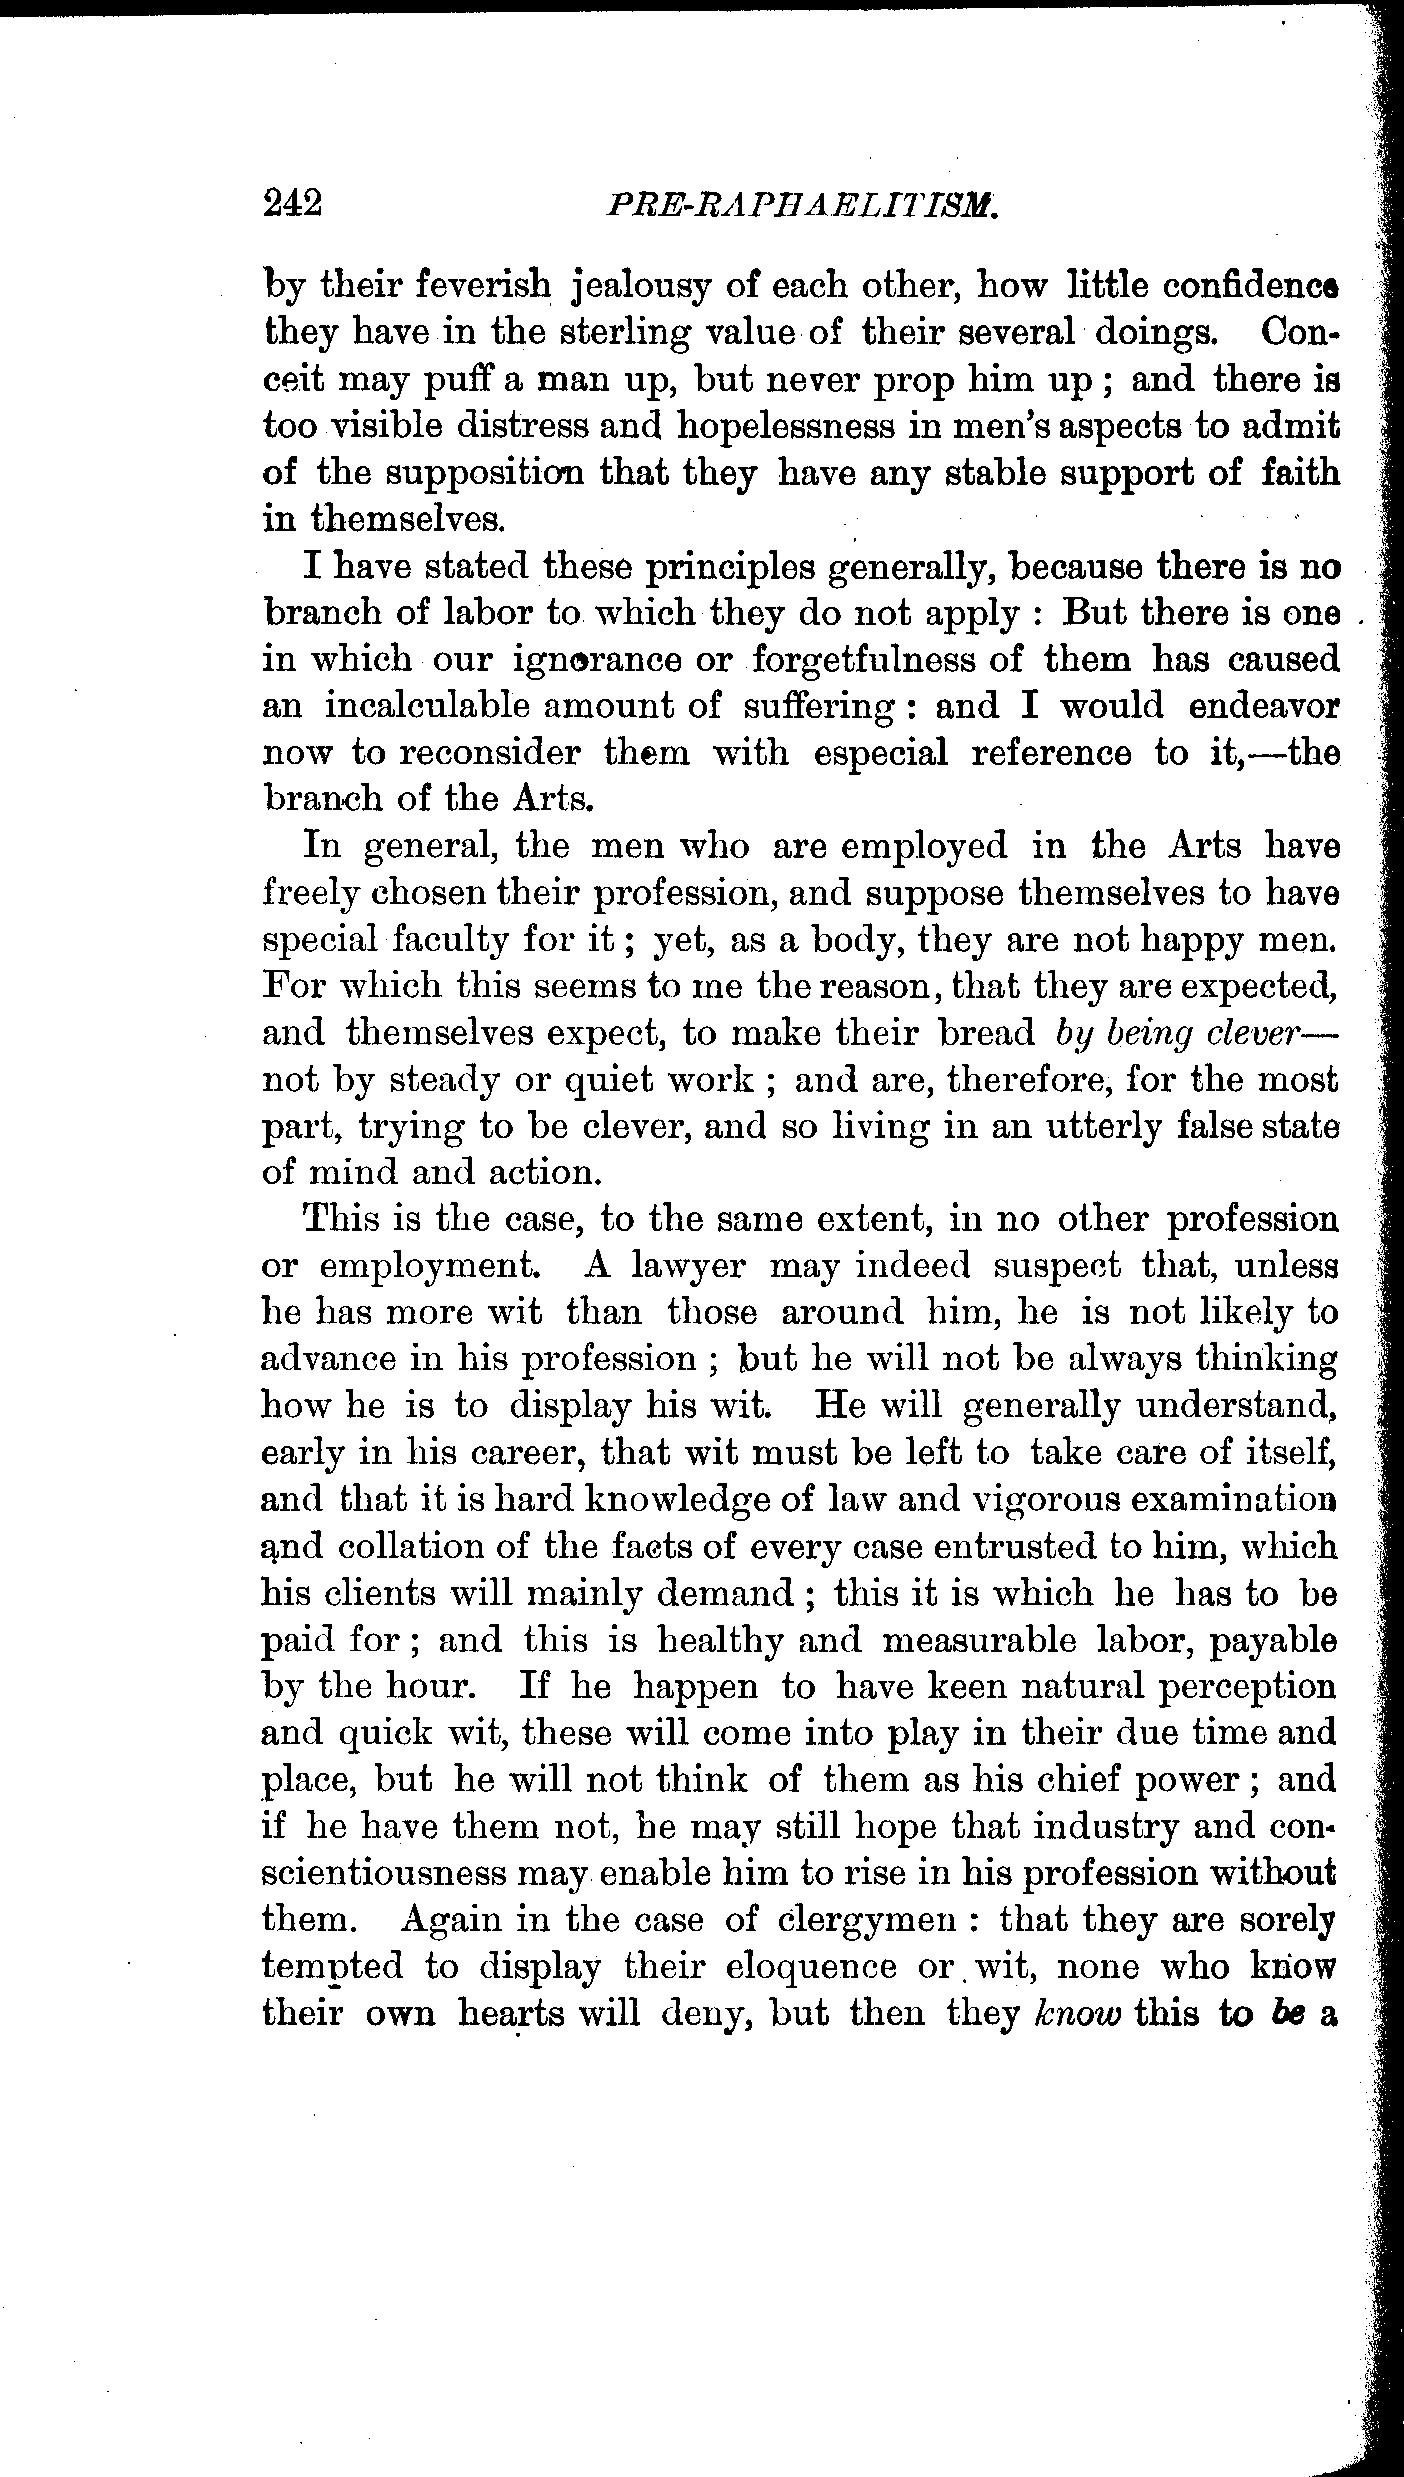 242 PRE-RAPHAELITISM.
by their feverish jealousy of each other, how little confidence
they have in the sterling value of their several doings. Con-
ceit may puff a man up, but never prop him up ; and there is
too visible distress and hopelessness in men's aspects to admit
of the supposition that they have any stable support of faith
in themselves.
I have stated these principles generally, because there is no
branch of labor to which they do not apply : But there is one
in which our ignorance or forgetfulness of them has caused
an incalculable amount of suffering : and I would endeavor
now to reconsider them with especial reference to it,—the
branch of the Arts.
In general, the men who are employed in the Arts have
freely chosen their profession, and suppose themselves to have
special faculty for it ; yet, as a body, they are not happy men.
For which this seems to me the reason, that they are expected,
and themselves expect, to make their bread by being clever—
not by steady or quiet work ; and are, therefore, for the most
part, trying to be clever, and so living in an utterly false state
of mind and action.
This is the case, to the same extent, in no other profession
or employment. A lawyer may indeed suspect that, unless
he has more wit than those around him, he is not likely to
advance in his profession ; but he will not be always thinking
how he is to display his wit. He will generally understand,
early in his career, that wit must be left to take care of itself,
and that it is hard knowledge of law and vigorous examination
and collation of the facts of every case entrusted to him, which
his clients will mainly demand ; this it is which he has to be
paid for ; and this is healthy and measurable labor, payable
by the hour. If he happen to have keen natural perception
and quick wit, these will come into play in their due time and
place, but he will not think of them as his chief power ; and
if he have them not, he may still hope that industry and con-
scientiousness may enable him to rise in his profession without
them. Again in the case of clergymen : that they are sorely
tempted to display their eloquence or wit, none who know
their own hearts will deny, but then they know this to be a